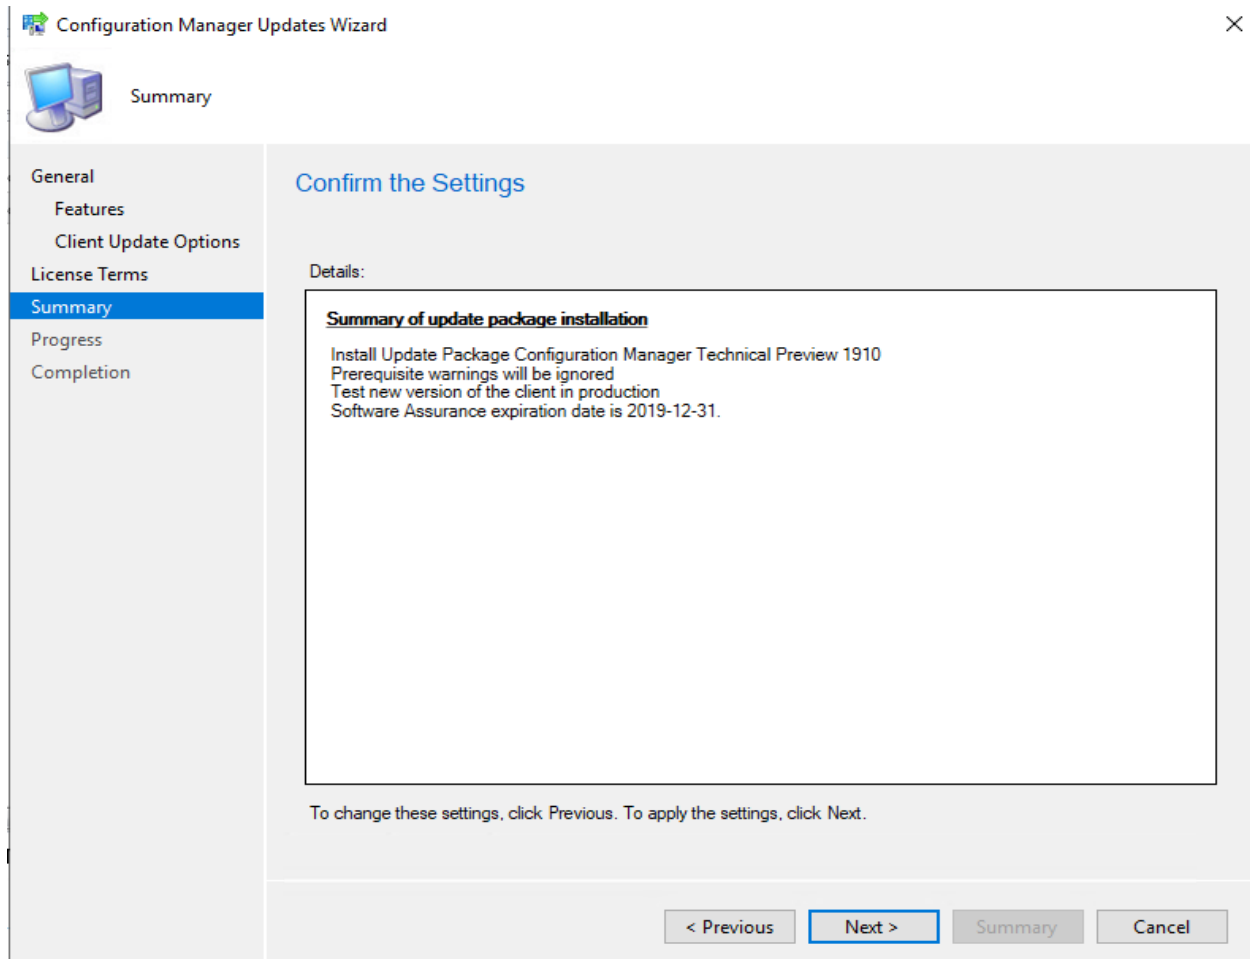 Configuration Manager Updates Wizard
Summary
General
Features
Client Update Options
License Terms
Summary
Progress
Completion
Confirm the Settings
Details:
Summary of update package installation
Install Update Package Configuration Manager Technical Preview 1910
Prerequisite warnings will be ignored
Test new version of the client in production
Software Assurance expiration date is 2019-12-31.
To change these settings, click Previous. To apply the settings, click Next.
< Previous
Next >
Summary
Cancel